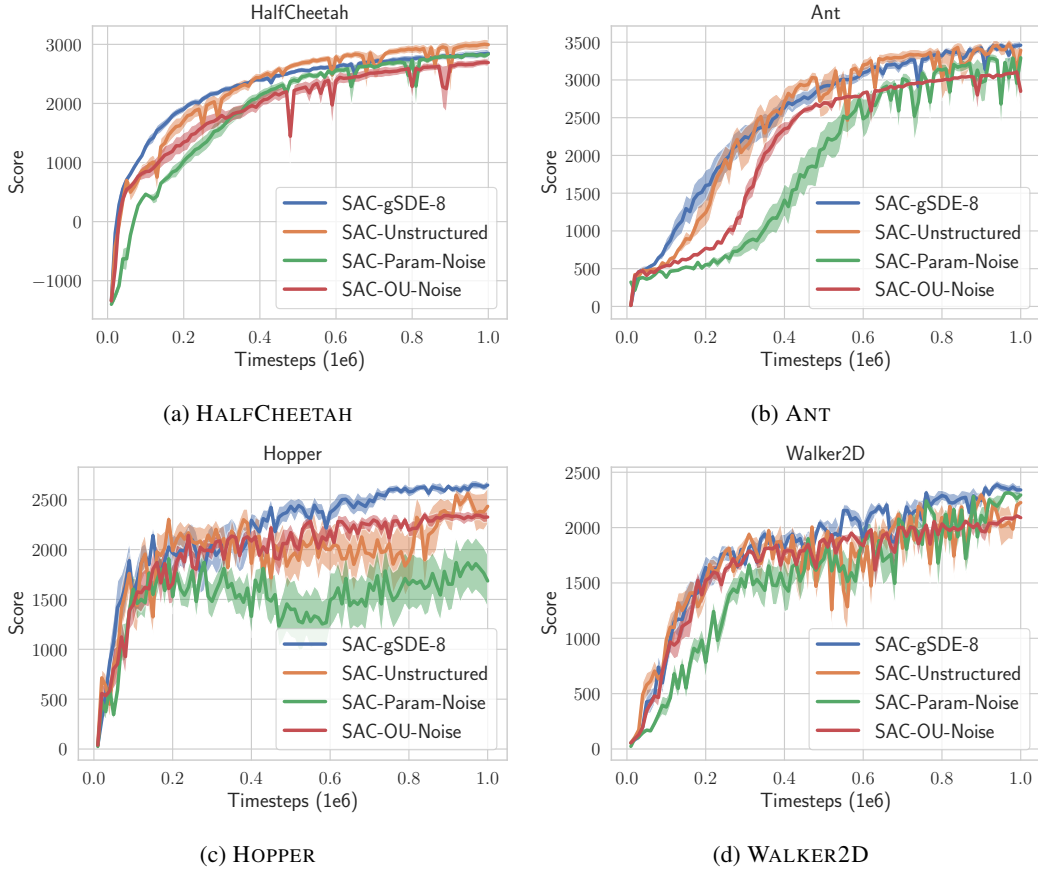 HalfCheetah
3000
2000
1000
0
−1000
Score
SAC-gSDE-8
SAC-Unstructured
SAC-Param-Noise
SAC-OU-Noise
0.0 0.2 0.4 0.6 0.8 1.0
Timesteps (1e6)
(a) HALFCHEETAH
Ant
3500
3000
2500
2000
1500
1000
500
0
Score
SAC-gSDE-8
SAC-Unstructured
SAC-Param-Noise
SAC-OU-Noise
0.0 0.2 0.4 0.6 0.8 1.0
Timesteps (1e6)
(b) ANT
Hopper
2500
2000
1500
1000
500
0
Score
SAC-gSDE-8
SAC-Unstructured
SAC-Param-Noise
SAC-OU-Noise
0.0 0.2 0.4 0.6 0.8 1.0
Timesteps (1e6)
(c) HOPPER
Walker2D
2500
2000
1500
1000
500
0
Score
SAC-gSDE-8
SAC-Unstructured
SAC-Param-Noise
SAC-OU-Noise
0.0 0.2 0.4 0.6 0.8 1.0
Timesteps (1e6)
(d) WALKER2D